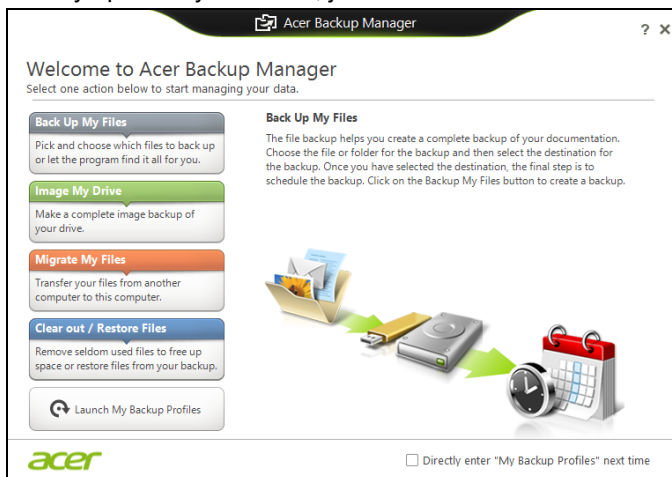 Acer Backup Manager
? X
Welcome to Acer Backup Manager
Select one action below to start managing your data.
Back Up My Files
Pick and choose which files to back up
or let the program find it all for you.
Image My Drive
Make a complete image backup of
your drive.
Migrate My Files
Transfer your files from another
computer to this computer.
Clear out / Restore Files
Remove seldom used files to free up
space or restore files from your backup.
Launch My Backup Profiles
Back Up My Files
The file backup helps you create a complete backup of your documentation.
Choose the file or folder for the backup and then select the destination for
the backup. Once you have selected the destination, the final step is to
schedule the backup. Click on the Backup My Files button to create a backup.
acer
Directly enter "My Backup Profiles" next time